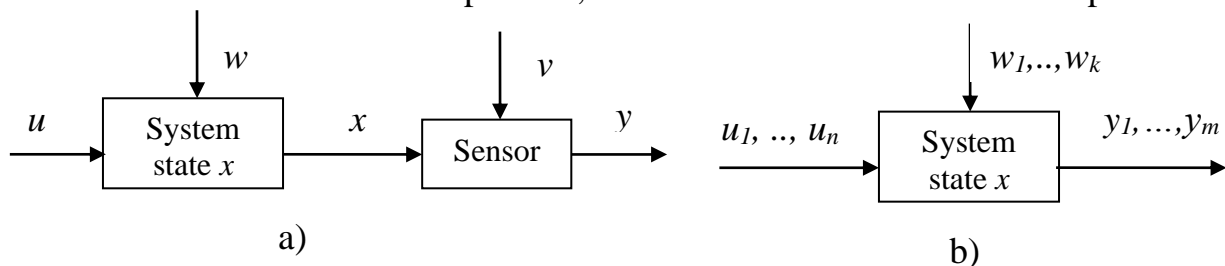 w
v
w1,..,wk
u
System
state x
x
Sensor
y
u1, .., un
System
state x
y1, ...,ym
a)
b)